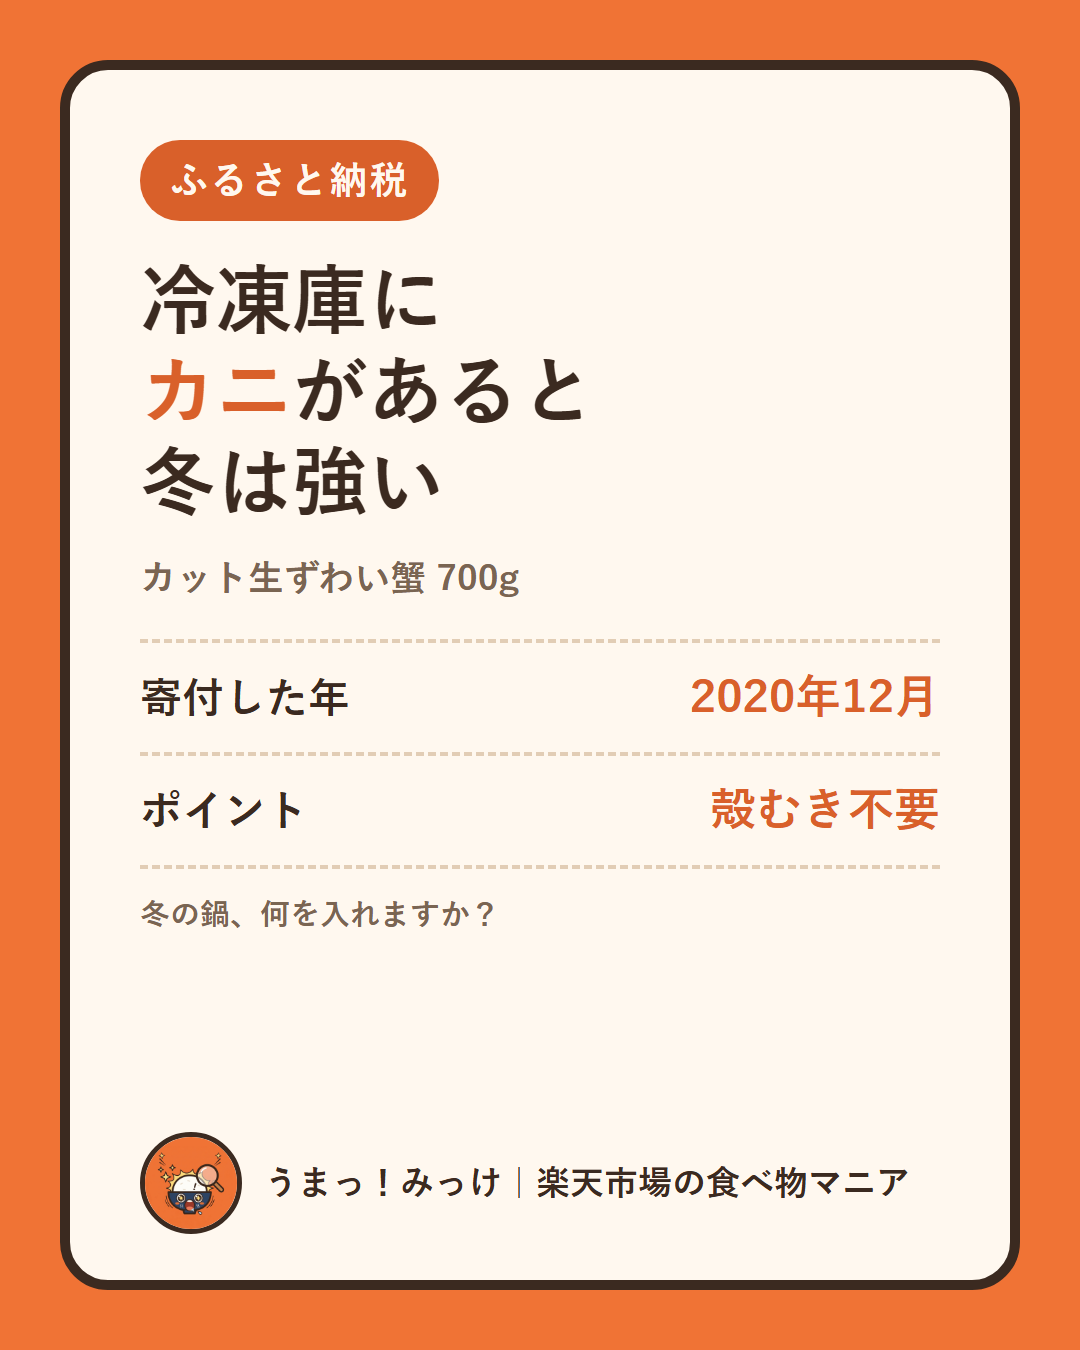 ふるさと納税
冷凍庫に
カニがあると
冬は強い
カット生ずわい蟹 700g
寄付した年 2020年12月
ポイント 殻むき不要
冬の鍋、何を入れますか？
うまっ！みっけ｜楽天市場の食べ物マニア